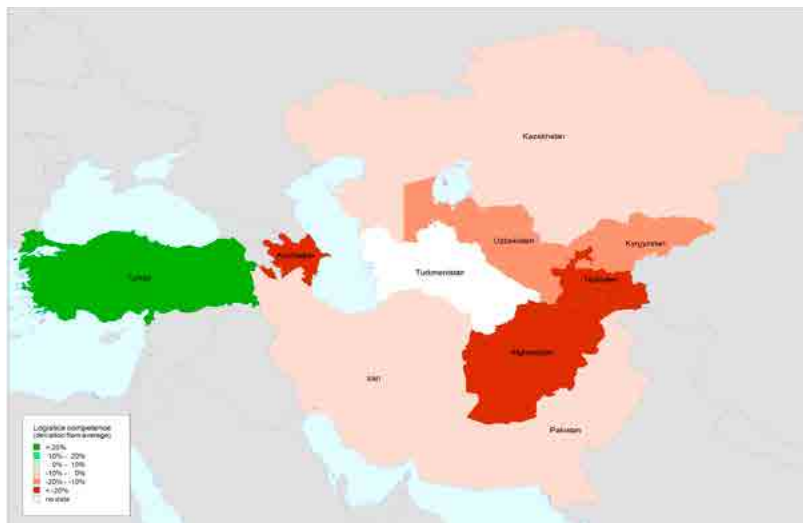 Kazakhstan
Uzbekistan
Kyrgyzstan
Azerbaijan
Turkey
Turkmenistan
Tajikistan
Afghanistan
Iran
Pakistan
Logistics competence
(deviation from average)
> 20%
10% - 20%
0% - 10%
-10% - 0%
-20% - -10%
< -20%
no data